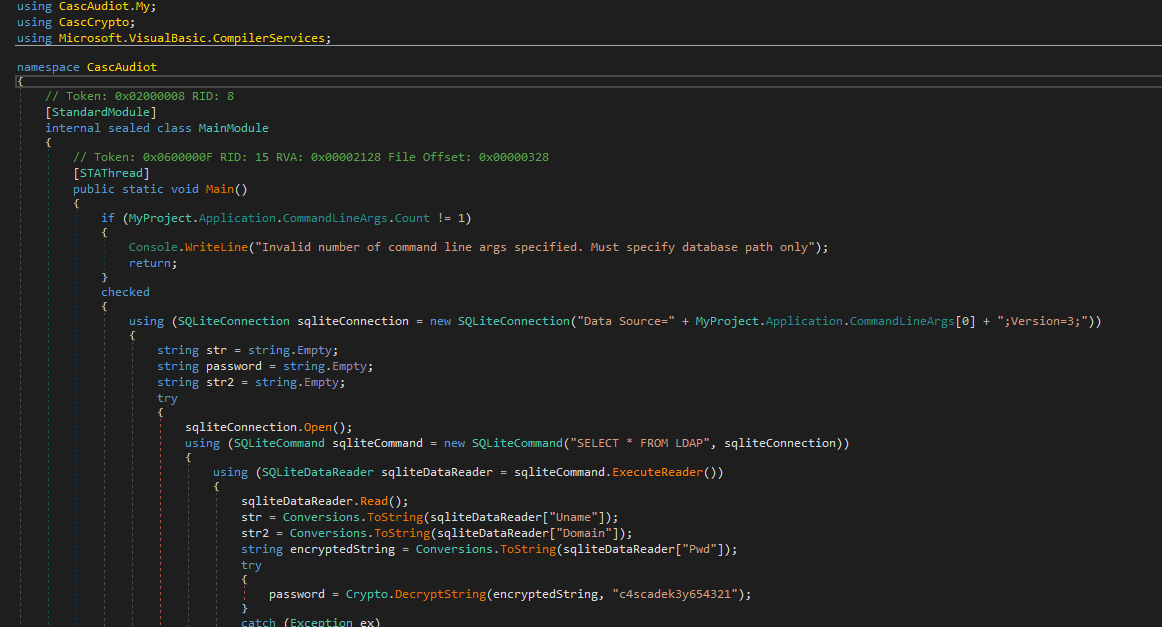 using CascAudiot.My;
using CascCrypto;
using Microsoft.VisualBasic.CompilerServices;
namespace CascAudiot
{
// Token: 0x02000008 RID: 8
[StandardModule]
internal sealed class MainModule
{
// Token: 0x0600000F RID: 15 RVA: 0x00002128 File Offset: 0x00000328
[STAThread]
public static void Main()
{
if (MyProject.Application.CommandLineArgs.Count != 1)
{
Console.WriteLine("Invalid number of command line args specified. Must specify database path only");
return;
}
checked
{
using (SQLiteConnection sqliteConnection = new SQLiteConnection("Data Source=" + MyProject.Application.CommandLineArgs[0] + ";Version=3;"))
{
string str = string.Empty;
string password = string.Empty;
string str2 = string.Empty;
try
{
sqliteConnection.Open();
using (SQLiteCommand sqliteCommand = new SQLiteCommand("SELECT * FROM LDAP", sqliteConnection))
{
using (SQLiteDataReader sqliteDataReader = sqliteCommand.ExecuteReader())
{
sqliteDataReader.Read();
str = Conversions.ToString(sqliteDataReader["Uname"]);
str2 = Conversions.ToString(sqliteDataReader["Domain"]);
string encryptedString = Conversions.ToString(sqliteDataReader["Pwd"]);
try
{
password = Crypto.DecryptString(encryptedString, "c4scadek3y654321");
}
catch (Exception ex)